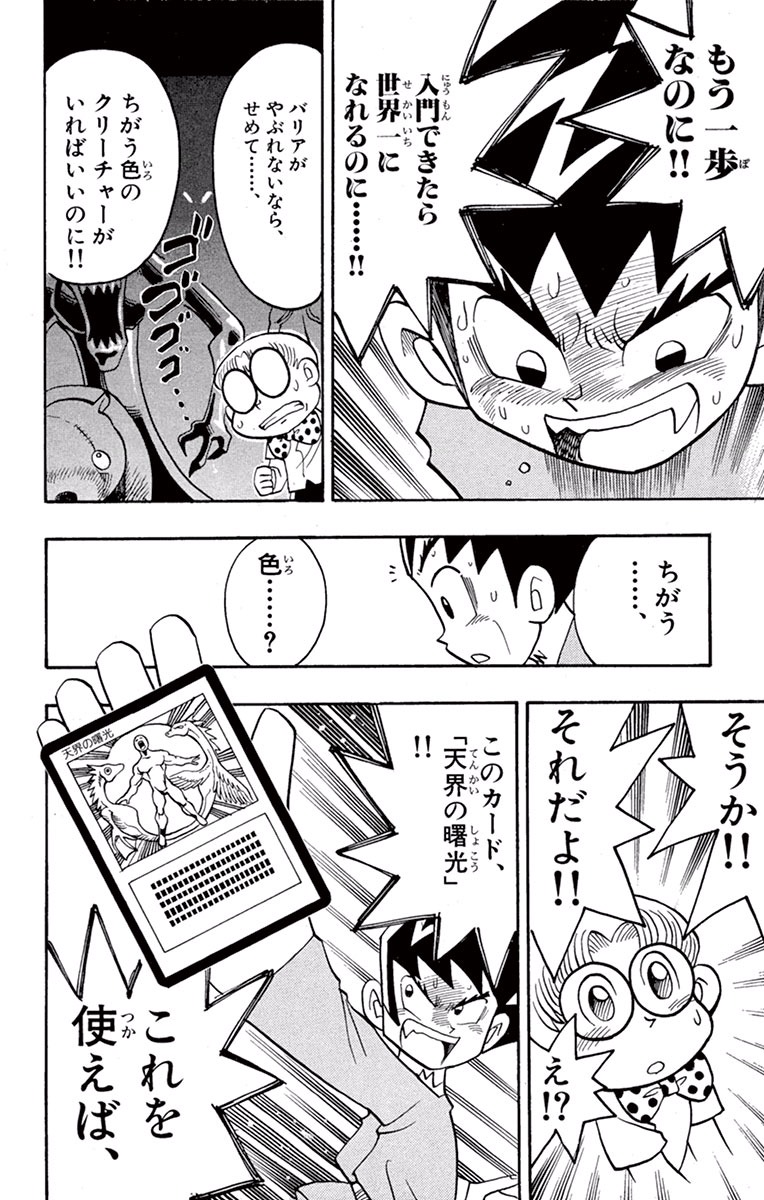 もう一歩
なのに!!
入門できたら
世界一に
なれるのに……!!
バリアが
やぶれないなら、
せめて……、
ちがう色の
クリーチャーが
いればいいのに!!
ゴゴゴゴ…
ちがう
……、
色
……?
そうか!!
それだよ!!
え!?
このカード、
「天界の曙光」
!!
天界の曙光
これを
使えば、